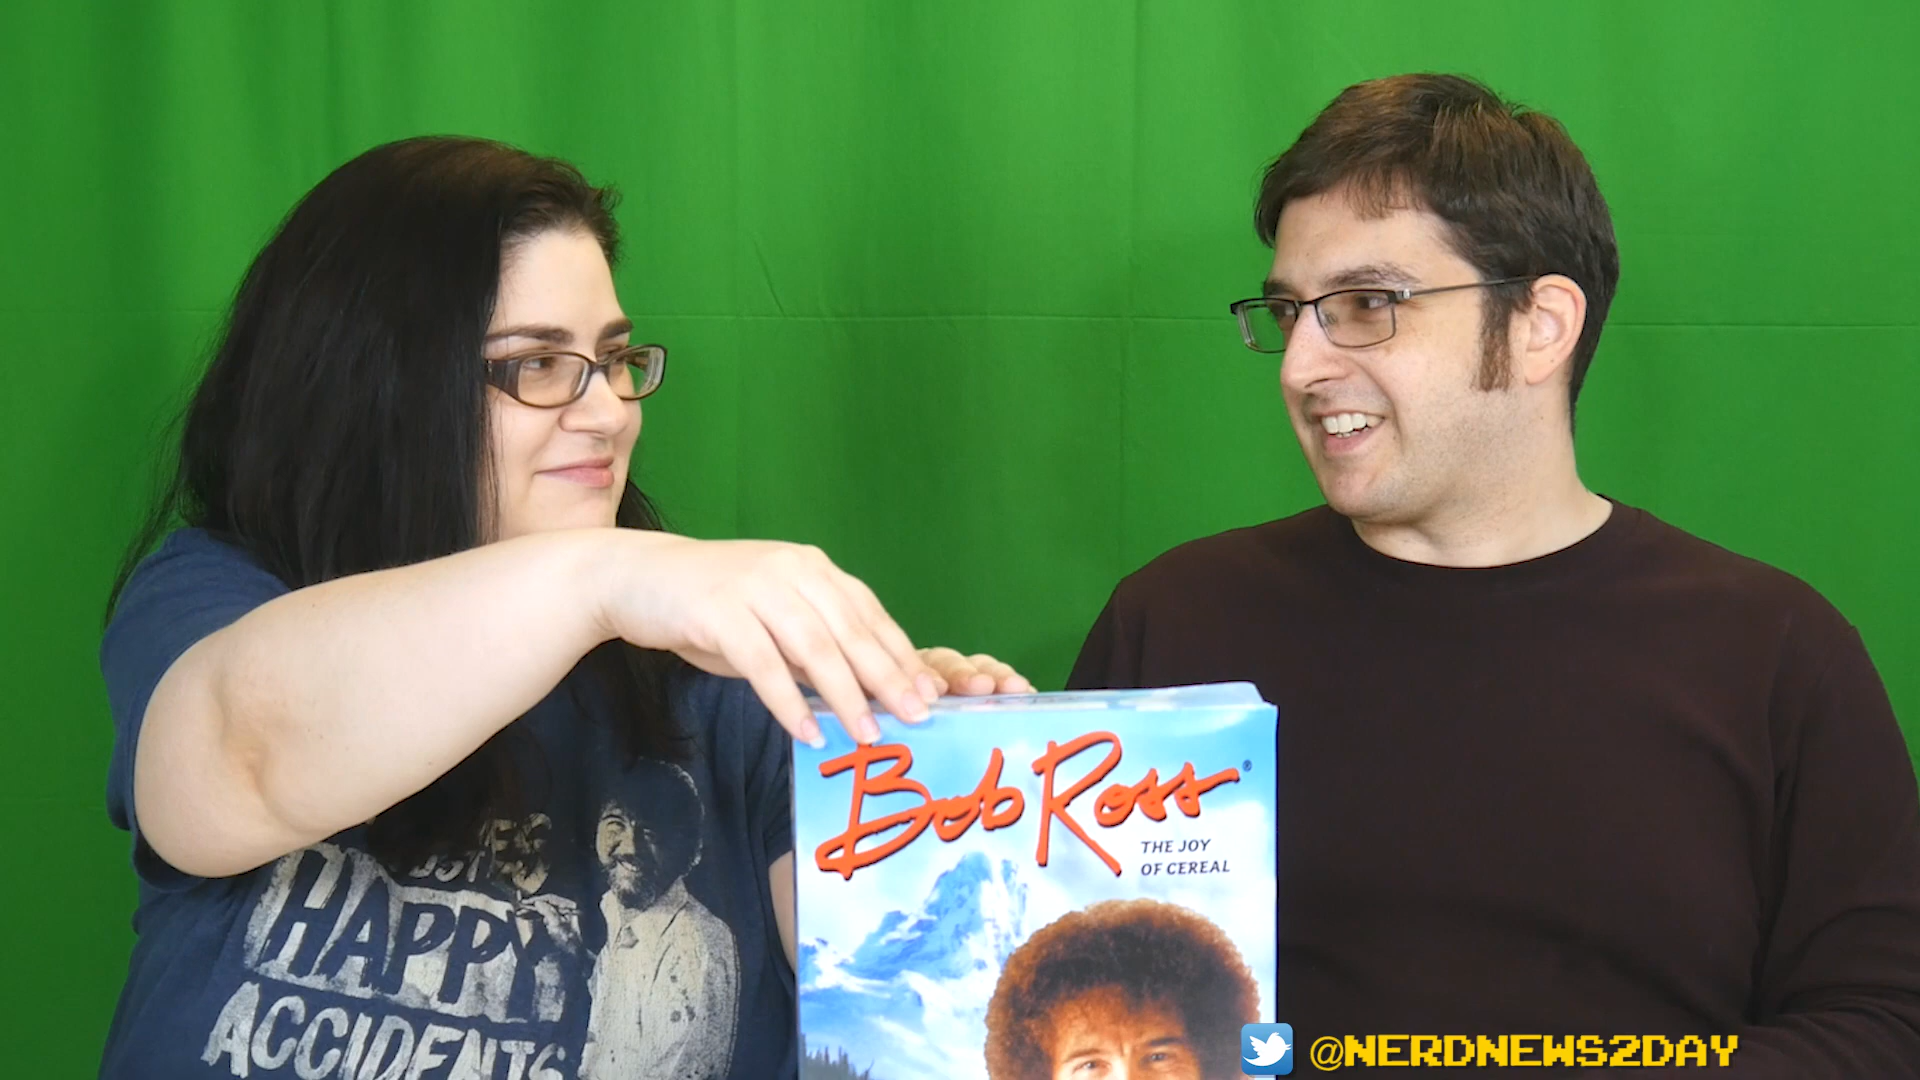 Bob Ross®
THE JOY
OF CEREAL
HAPPY
ACCIDENTS
@NERDNEWS2DAY